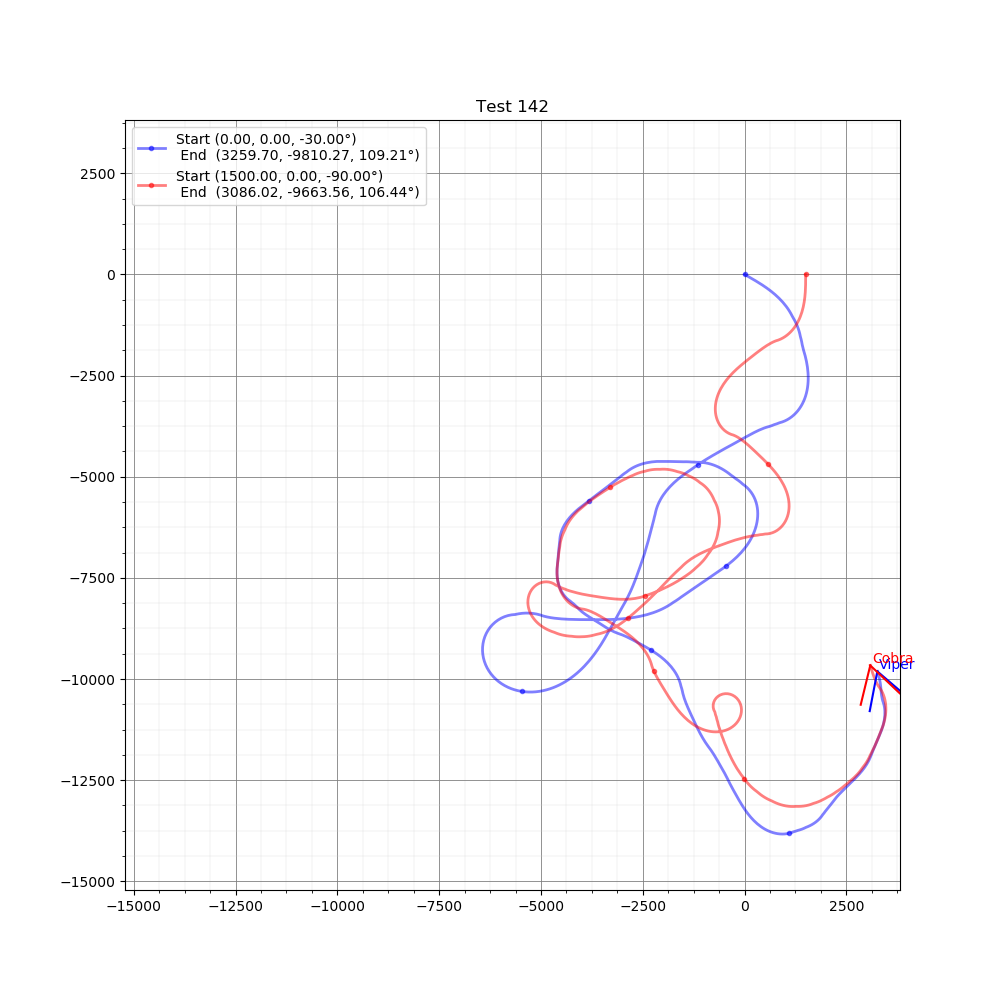 Test 142
Start (0.00, 0.00, -30.00°)
End  (3259.70, -9810.27, 109.21°)
Start (1500.00, 0.00, -90.00°)
End  (3086.02, -9663.56, 106.44°)
2500
0
−2500
−5000
−7500
−10000
−12500
−15000
Cobra
Viper
−15000 −12500 −10000 −7500 −5000 −2500 0 2500